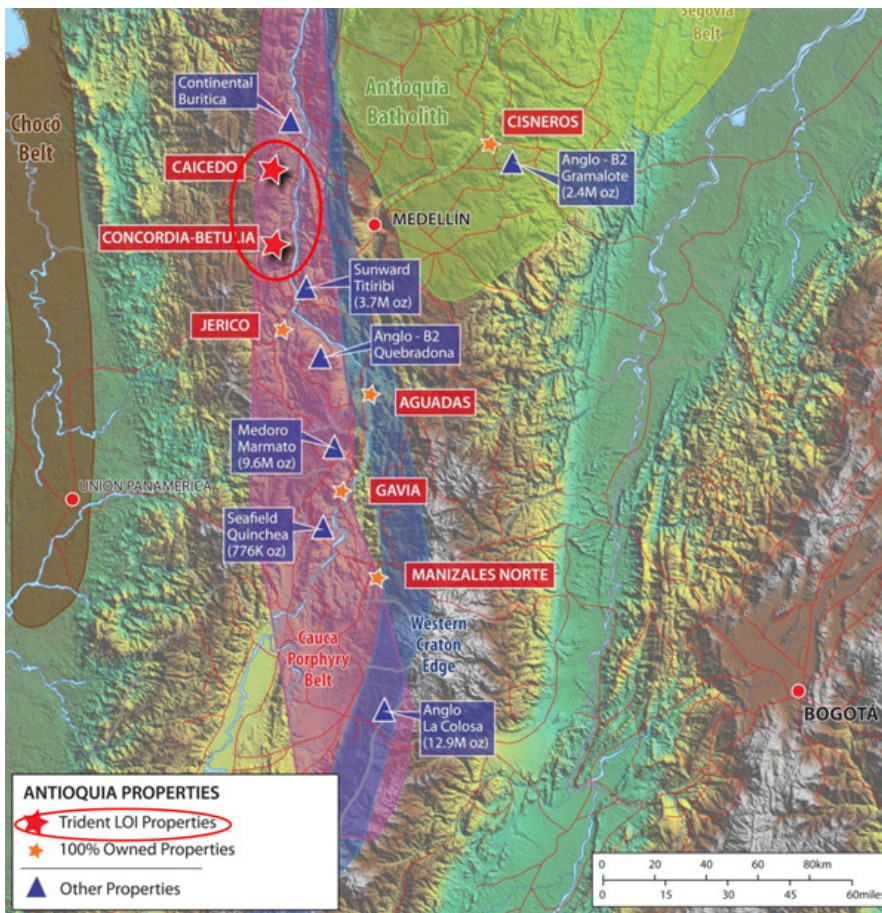 Segovia
Belt
Continental
Buritica
Antioquia
Batholith
Chocó
Belt
CISNEROS
CAICEDO
Anglo - B2
Gramalote
(2.4M oz)
MEDELLÍN
CONCORDIA-BETULIA
Sunward
Titiribi
(3.7M oz)
JERICO
Anglo - B2
Quebradona
AGUADAS
Medoro
Marmato
(9.6M oz)
UNION PANAMERICA
GAVIA
Seafield
Quinchea
(776K oz)
MANIZALES NORTE
Cauca
Porphyry
Belt
Western
Craton
Edge
Anglo
La Colosa
(12.9M oz)
BOGOTÁ
ANTIOQUIA PROPERTIES
Trident LOI Properties
100% Owned Properties
Other Properties
0 20 40 60 80km
0 15 30 45 60miles